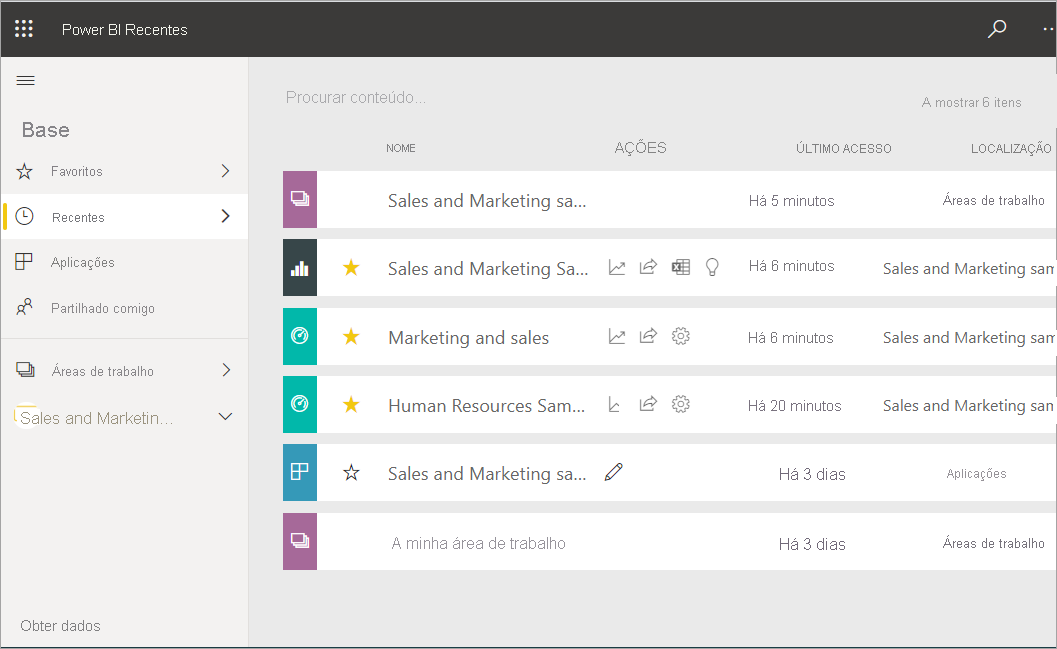 Power BI Recentes
Base
Favoritos
Recentes
Aplicações
Partilhado comigo
Áreas de trabalho
Sales and Marketin...
Obter dados
Procurar conteúdo...
A mostrar 6 itens
NOME AÇÕES ÚLTIMO ACESSO LOCALIZAÇÃO
Sales and Marketing sa... Há 5 minutos Áreas de trabalho
Sales and Marketing Sa... Há 6 minutos Sales and Marketing sam
Marketing and sales Há 6 minutos Sales and Marketing sam
Human Resources Sam... Há 20 minutos Sales and Marketing san
Sales and Marketing sa... Há 3 dias Aplicações
A minha área de trabalho Há 3 dias Áreas de trabalho